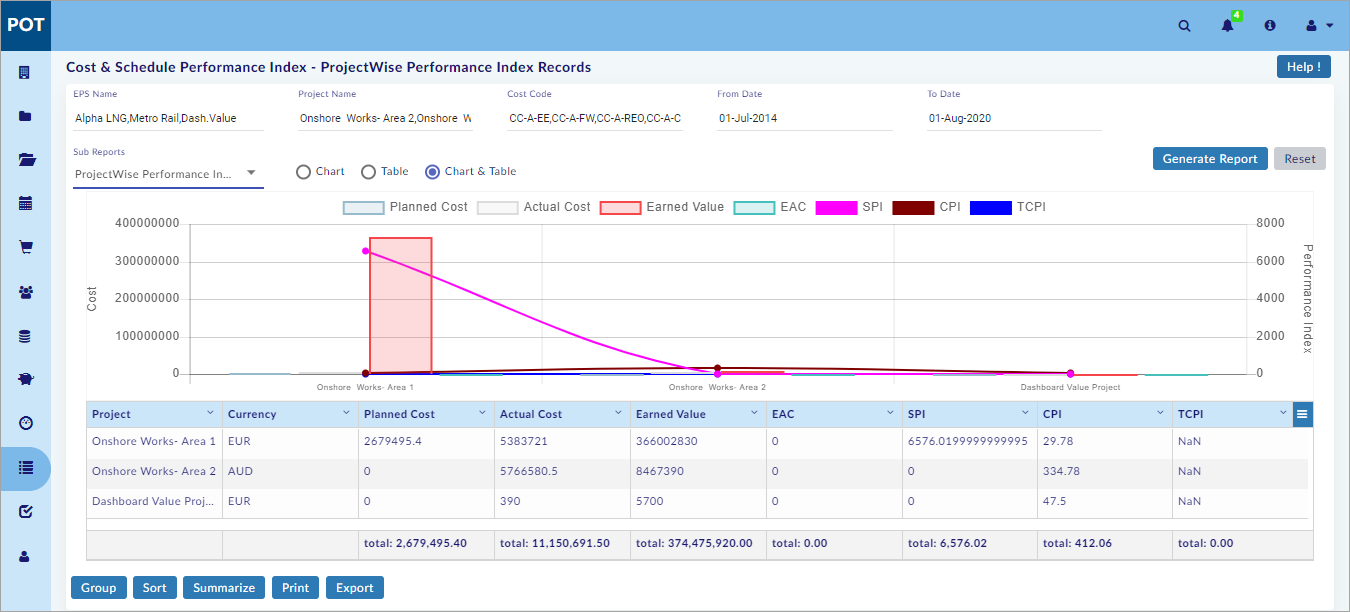 POT
4
Cost & Schedule Performance Index - ProjectWise Performance Index Records
Help !
EPS Name Project Name Cost Code From Date To Date
Alpha LNG,Metro Rail,Dash.Value Onshore Works- Area 2,Onshore W CC-A-EE,CC-A-FW,CC-A-REO,CC-A-C 01-Jul-2014 01-Aug-2020
Sub Reports
ProjectWise Performance In... Chart Table Chart & Table
Generate Report Reset
Planned Cost Actual Cost Earned Value EAC SPI CPI TCPI
400000000 8000
300000000 6000
200000000 4000
100000000 2000
0 0
Cost
Performance Index
Onshore Works- Area 1 Onshore Works- Area 2 Dashboard Value Project
Project Currency Planned Cost Actual Cost Earned Value EAC SPI CPI TCPI
Onshore Works- Area 1 EUR 2679495.4 5383721 366002830 0 6576.0199999999995 29.78 NaN
Onshore Works- Area 2 AUD 0 5766580.5 8467390 0 0 334.78 NaN
Dashboard Value Proj... EUR 0 390 5700 0 0 47.5 NaN
total: 2,679,495.40 total: 11,150,691.50 total: 374,475,920.00 total: 0.00 total: 6,576.02 total: 412.06 total: 0.00
Group Sort Summarize Print Export